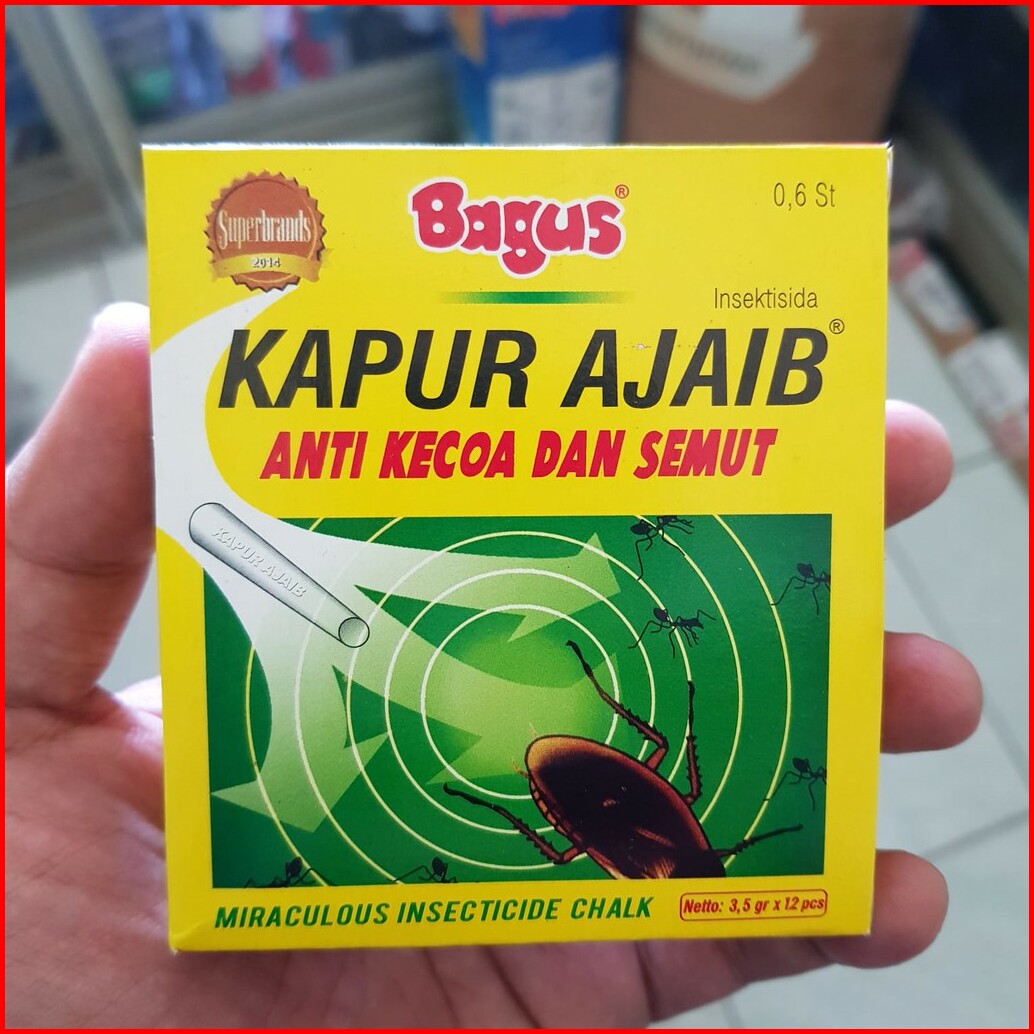 Superbrands
2014
Bagus®
0,6 St
Insektisida
KAPUR AJAIB®
ANTI KECOA DAN SEMUT
KAPUR AJAIB
MIRACULOUS INSECTICIDE CHALK
Netto: 3,5 gr x 12 pcs